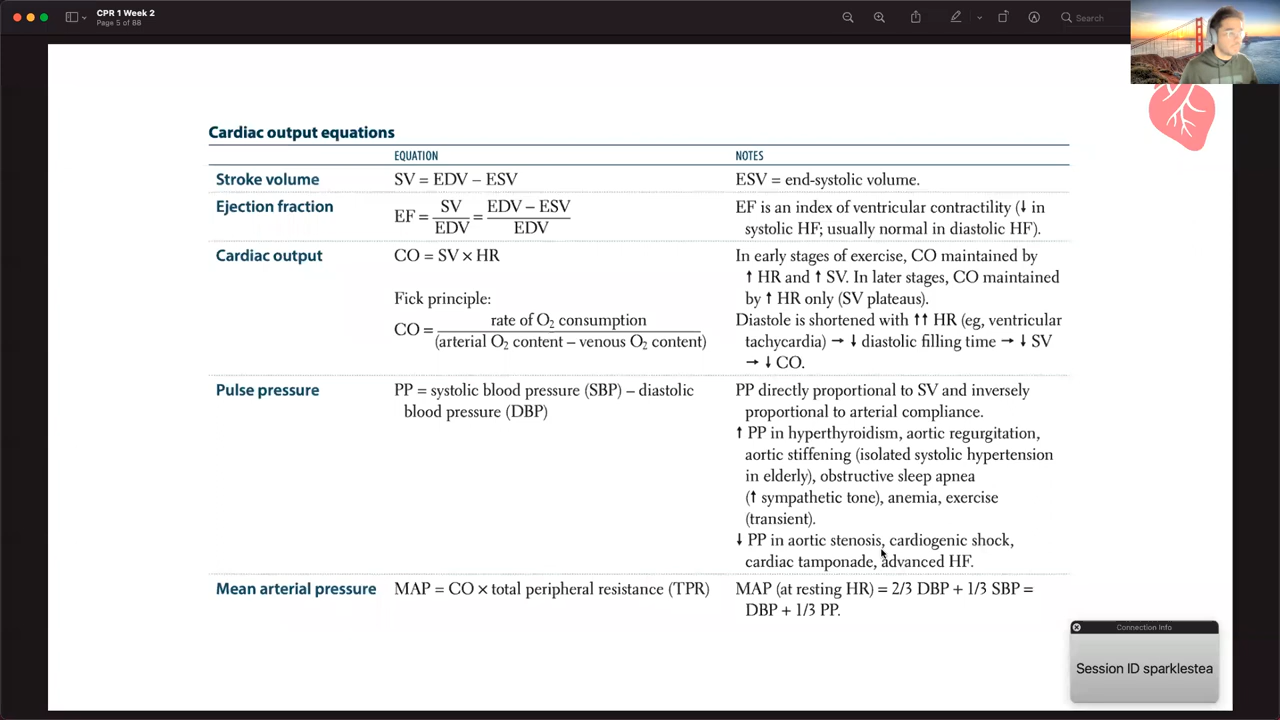 CPR 1 Week 2
Page 5 of 88
Search
Cardiac output equations
EQUATION NOTES
Stroke volume SV = EDV – ESV ESV = end-systolic volume.
Ejection fraction EF = SV/EDV = EDV – ESV/EDV EF is an index of ventricular contractility (↓ in
systolic HF; usually normal in diastolic HF).
Cardiac output CO = SV × HR In early stages of exercise, CO maintained by
↑ HR and ↑ SV. In later stages, CO maintained
Fick principle: by ↑ HR only (SV plateaus).
CO = rate of O₂ consumption Diastole is shortened with ↑↑ HR (eg, ventricular
(arterial O₂ content – venous O₂ content) tachycardia) → ↓ diastolic filling time → ↓ SV
→ ↓ CO.
Pulse pressure PP = systolic blood pressure (SBP) – diastolic PP directly proportional to SV and inversely
blood pressure (DBP) proportional to arterial compliance.
↑ PP in hyperthyroidism, aortic regurgitation,
aortic stiffening (isolated systolic hypertension
in elderly), obstructive sleep apnea
(↑ sympathetic tone), anemia, exercise
(transient).
↓ PP in aortic stenosis, cardiogenic shock,
cardiac tamponade, advanced HF.
Mean arterial pressure MAP = CO × total peripheral resistance (TPR) MAP (at resting HR) = 2/3 DBP + 1/3 SBP =
DBP + 1/3 PP.
Connection Info
Session ID sparklestea